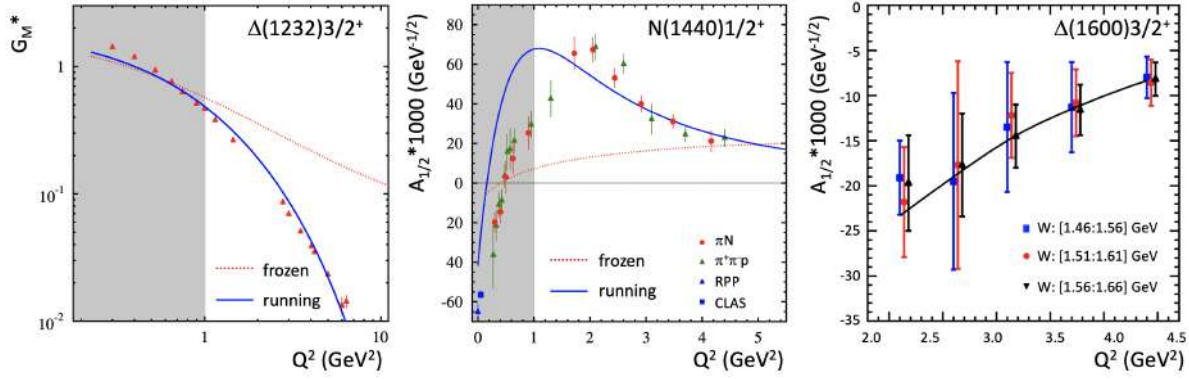 Δ(1232)3/2⁺
G_M*
1
10⁻¹
10⁻²
frozen
running
1
10
Q² (GeV²)
N(1440)1/2⁺
A₁/₂*1000 (GeV⁻¹/²)
80
60
40
20
0
20
40
-60
πN
π⁺π⁻p
RPP
CLAS
frozen
running
0
1
2
3
4
5
Q² (GeV²)
Δ(1600)3/2⁺
A₁/₂*1000 (GeV⁻¹/²)
0
-5
-10
-15
-20
-25
-30
-35
W: [1.46:1.56] GeV
W: [1.51:1.61] GeV
W: [1.56:1.66] GeV
2.0
2.5
3.0
3.5
4.0
4.5
Q² (GeV²)